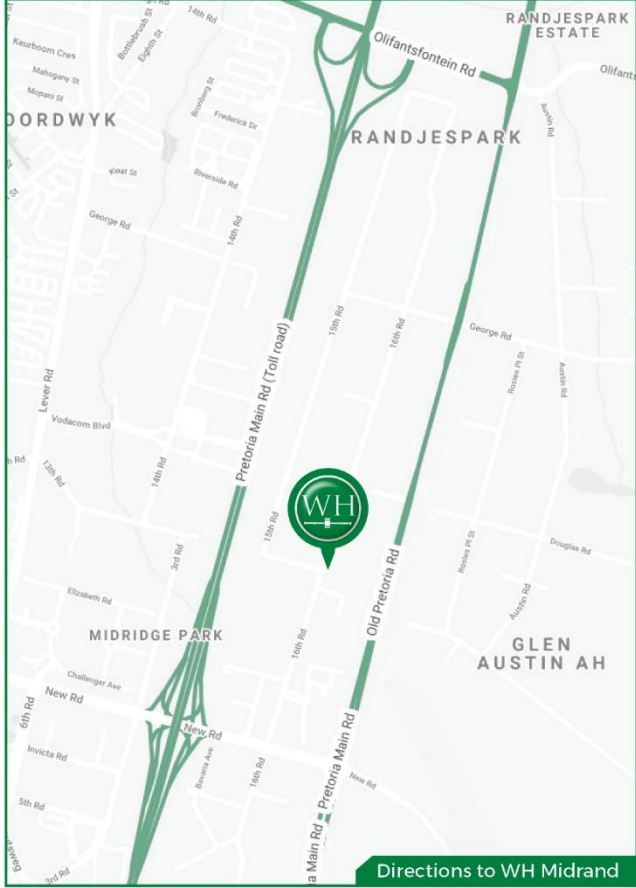 14th Rd
RANDJESPARK
ESTATE
Keurboom Cres
Bottlebrush St
Eighth St
Olifantsfontein Rd
Mahogany St
Mopani St
Olifants
Bromberg St
Austin Rd
OORDWYK
Frederick Dr
RANDJESPARK
Riverside Rd
St
George Rd
14th Rd
15th Rd
16th Rd
George Rd
Pretoria Main Rd (Toll road)
Rosies Pl St
Austin Rd
Lever Rd
Vodacom Blvd
h Rd
13th Rd
14th Rd
WH
15th Rd
3rd Rd
Rosies Pl St
Douglas Rd
Old Pretoria Rd
Elizabeth Rd
Austin Rd
MIDRIDGE PARK
16th Rd
GLEN
AUSTIN AH
Challenger Ave
New Rd
6th Rd
New Rd
Pretoria Main Rd
Invicta Rd
Bavaria Ave
16th Rd
New Rd
5th Rd
a Main Rd
asweg
3rd Rd
Directions to WH Midrand